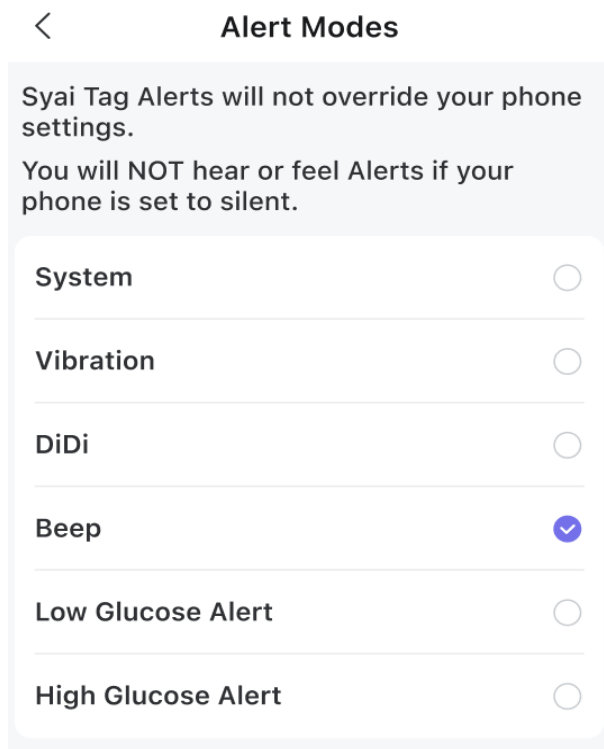 Alert Modes
Syai Tag Alerts will not override your phone
settings.
You will NOT hear or feel Alerts if your
phone is set to silent.
System
Vibration
DiDi
Beep
Low Glucose Alert
High Glucose Alert